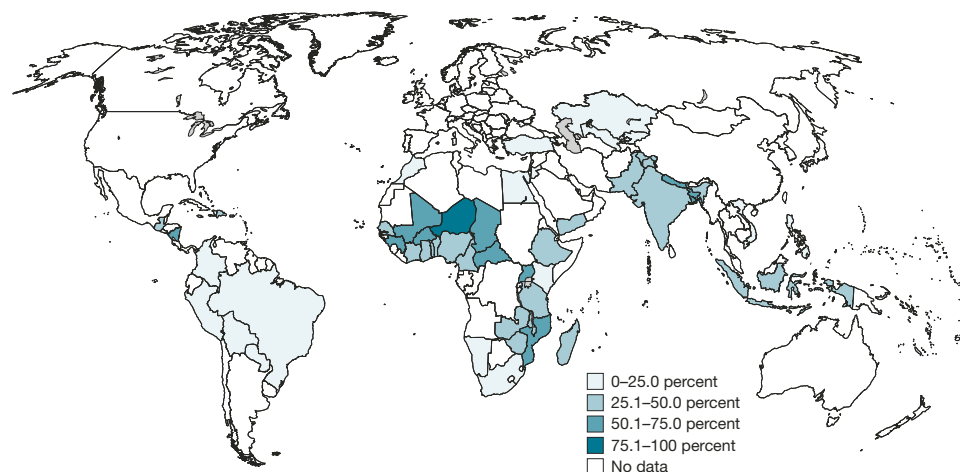 0–25.0 percent
25.1–50.0 percent
50.1–75.0 percent
75.1–100 percent
No data